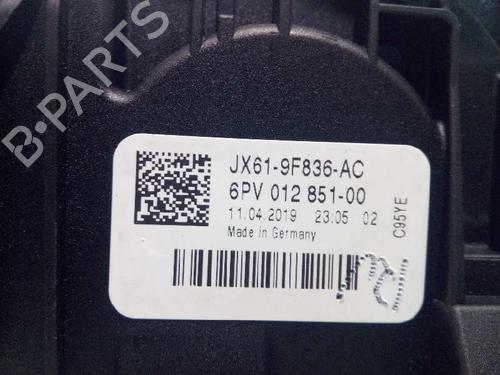 B-PARTS
JX61-9F836-AC
6PV 012 851-00
11.04.2019 23:05 02
Made in Germany
C95YE